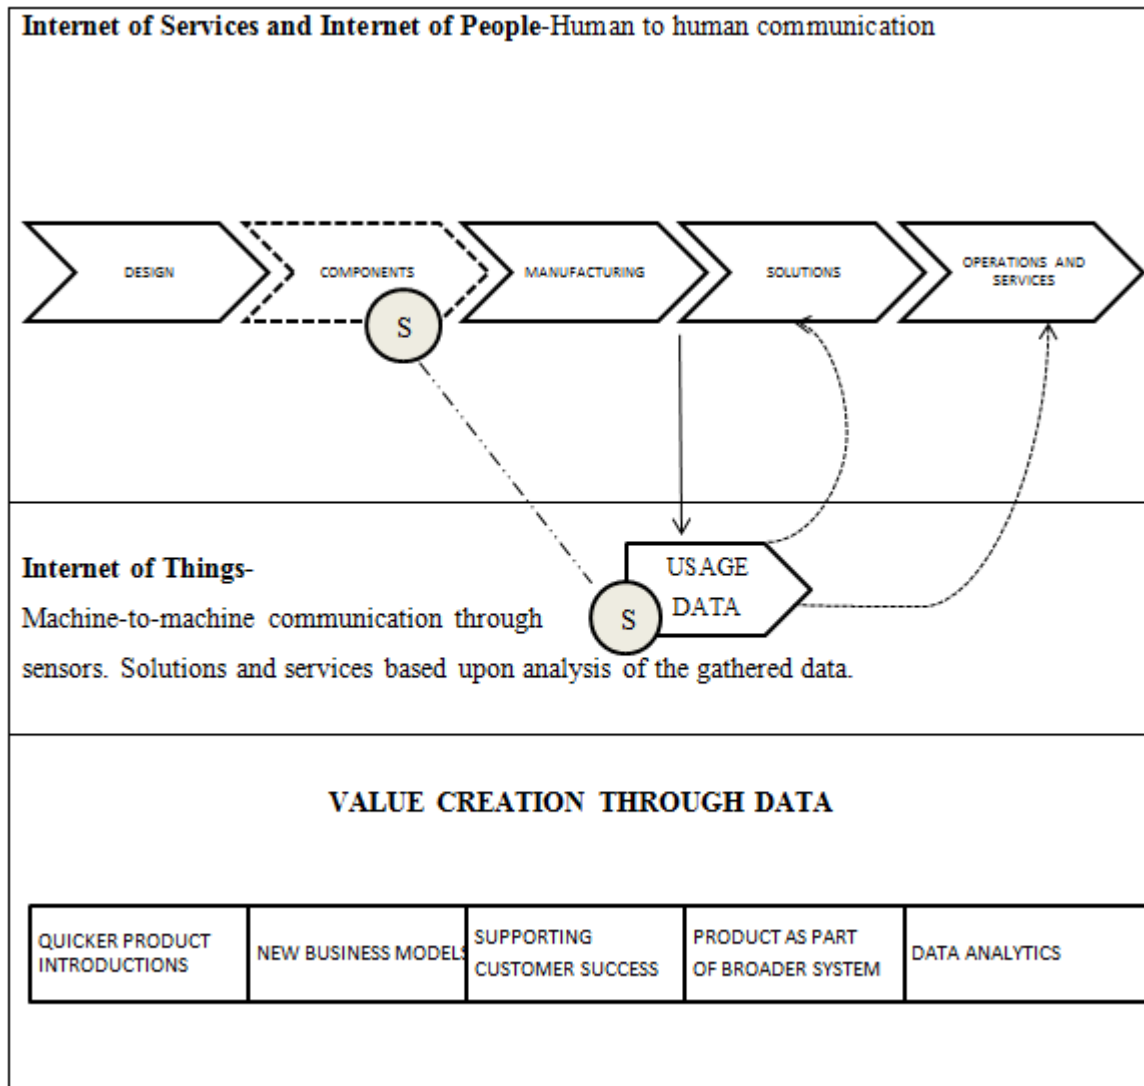 Internet of Services and Internet of People-Human to human communication
DESIGN
COMPONENTS
MANUFACTURING
SOLUTIONS
OPERATIONS AND
SERVICES
S
Internet of Things-
Machine-to-machine communication through
sensors. Solutions and services based upon analysis of the gathered data.
USAGE
DATA
S
VALUE CREATION THROUGH DATA
QUICKER PRODUCT
INTRODUCTIONS
NEW BUSINESS MODELS
SUPPORTING
CUSTOMER SUCCESS
PRODUCT AS PART
OF BROADER SYSTEM
DATA ANALYTICS